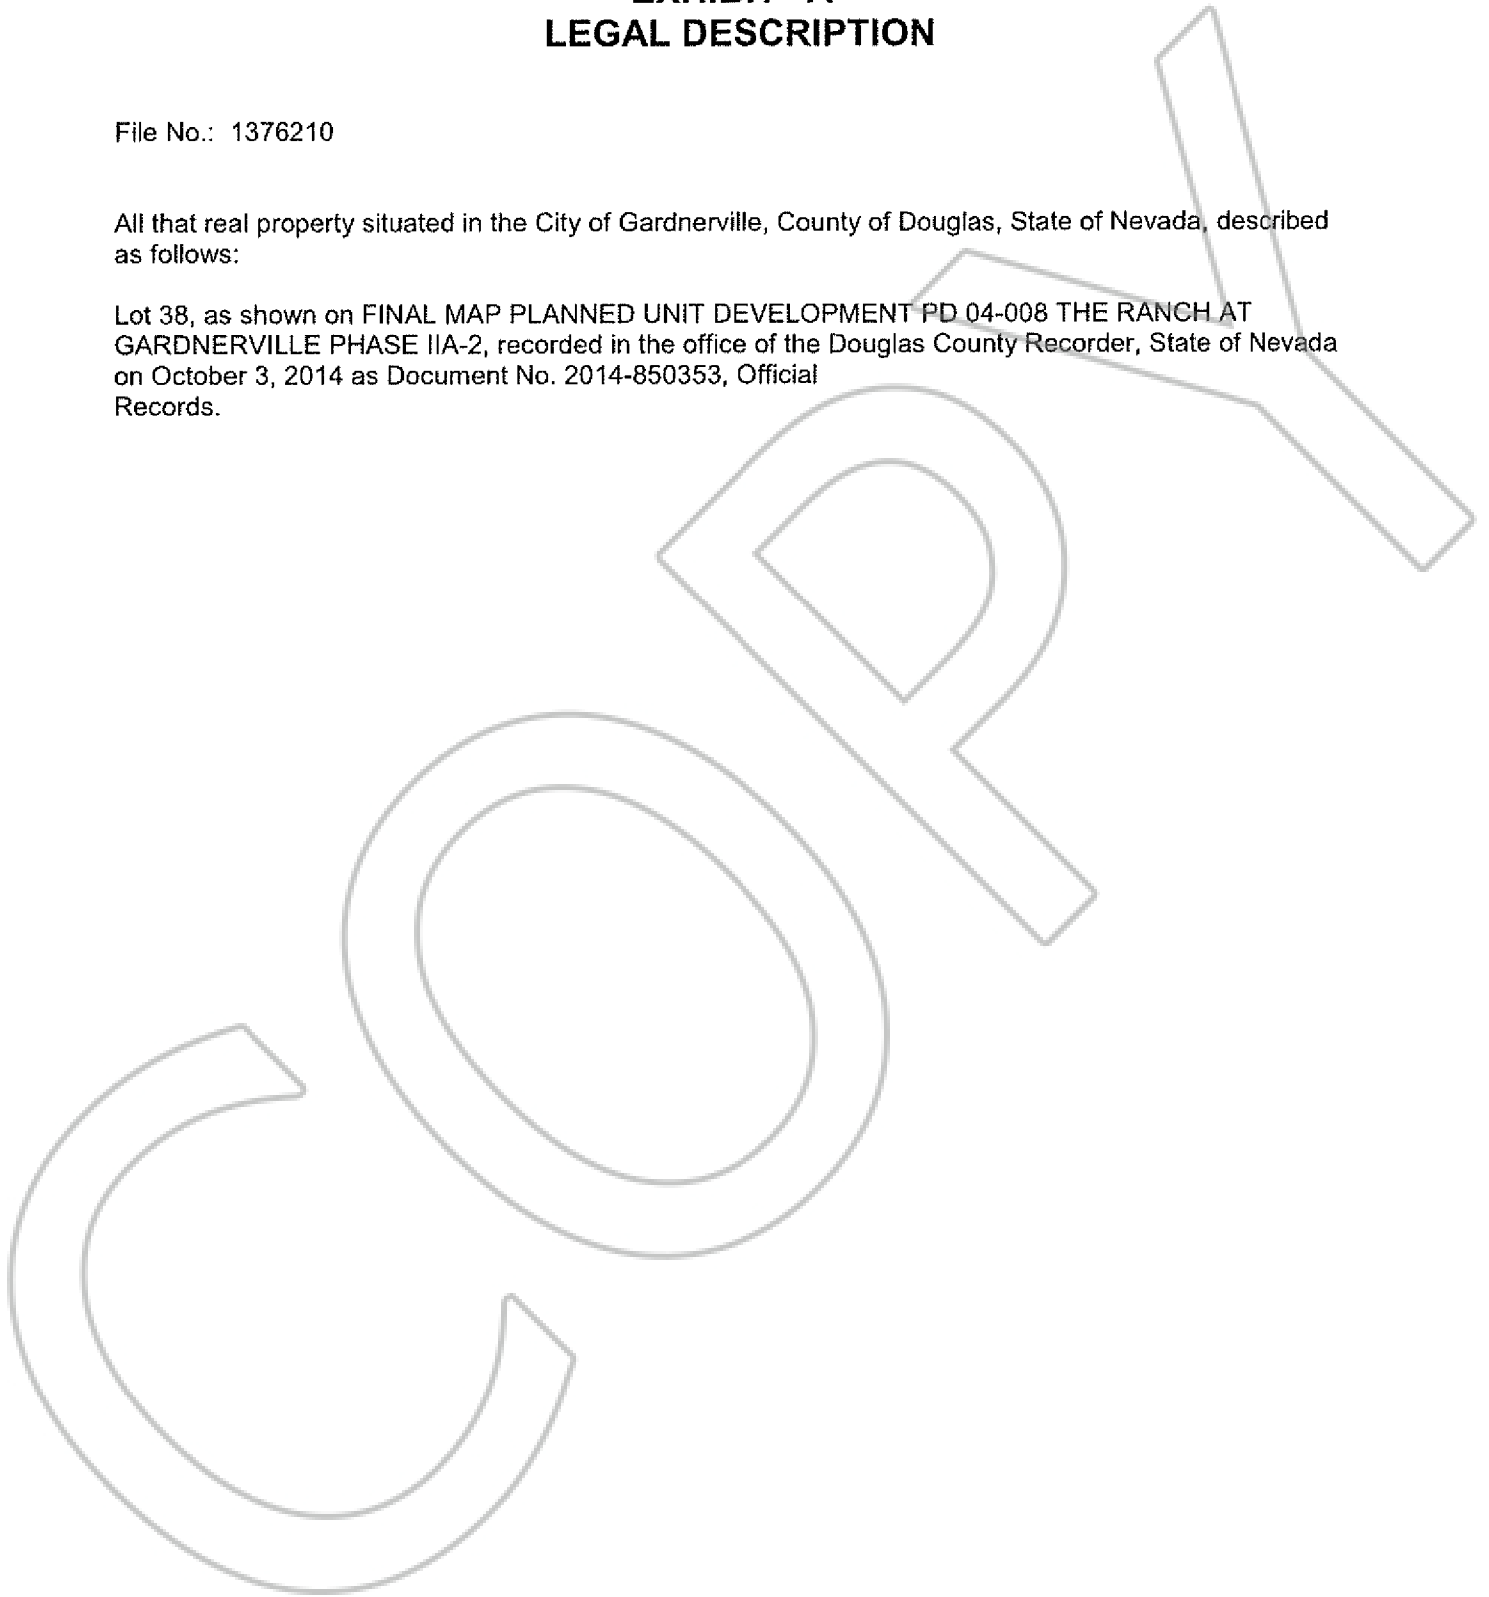 EXHIBIT "A"
LEGAL DESCRIPTION
File No.: 1376210
All that real property situated in the City of Gardnerville, County of Douglas, State of Nevada, described
as follows:
Lot 38, as shown on FINAL MAP PLANNED UNIT DEVELOPMENT PD 04-008 THE RANCH AT
GARDNERVILLE PHASE IIA-2, recorded in the office of the Douglas County Recorder, State of Nevada
on October 3, 2014 as Document No. 2014-850353, Official
Records.
COPY